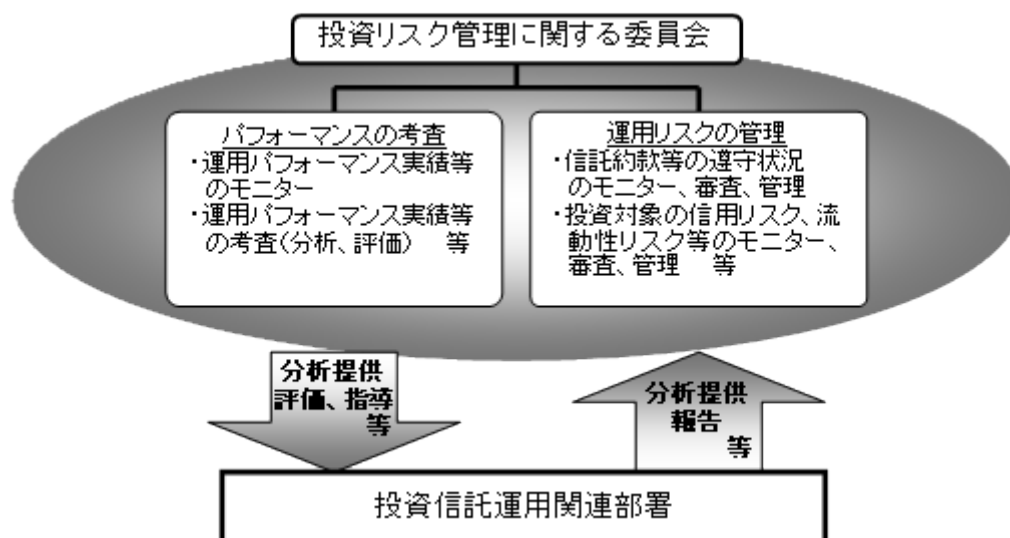 投資リスク管理に関する委員会
パフォーマンスの考査
・運用パフォーマンス実績等
のモニター
・運用パフォーマンス実績等
の考査(分析、評価) 等
運用リスクの管理
・信託約款等の遵守状況
のモニター、審査、管理
・投資対象の信用リスク、流
動性リスク等のモニター、
審査、管理 等
分析提供
評価、指導
等
分析提供
報告
等
投資信託運用関連部署